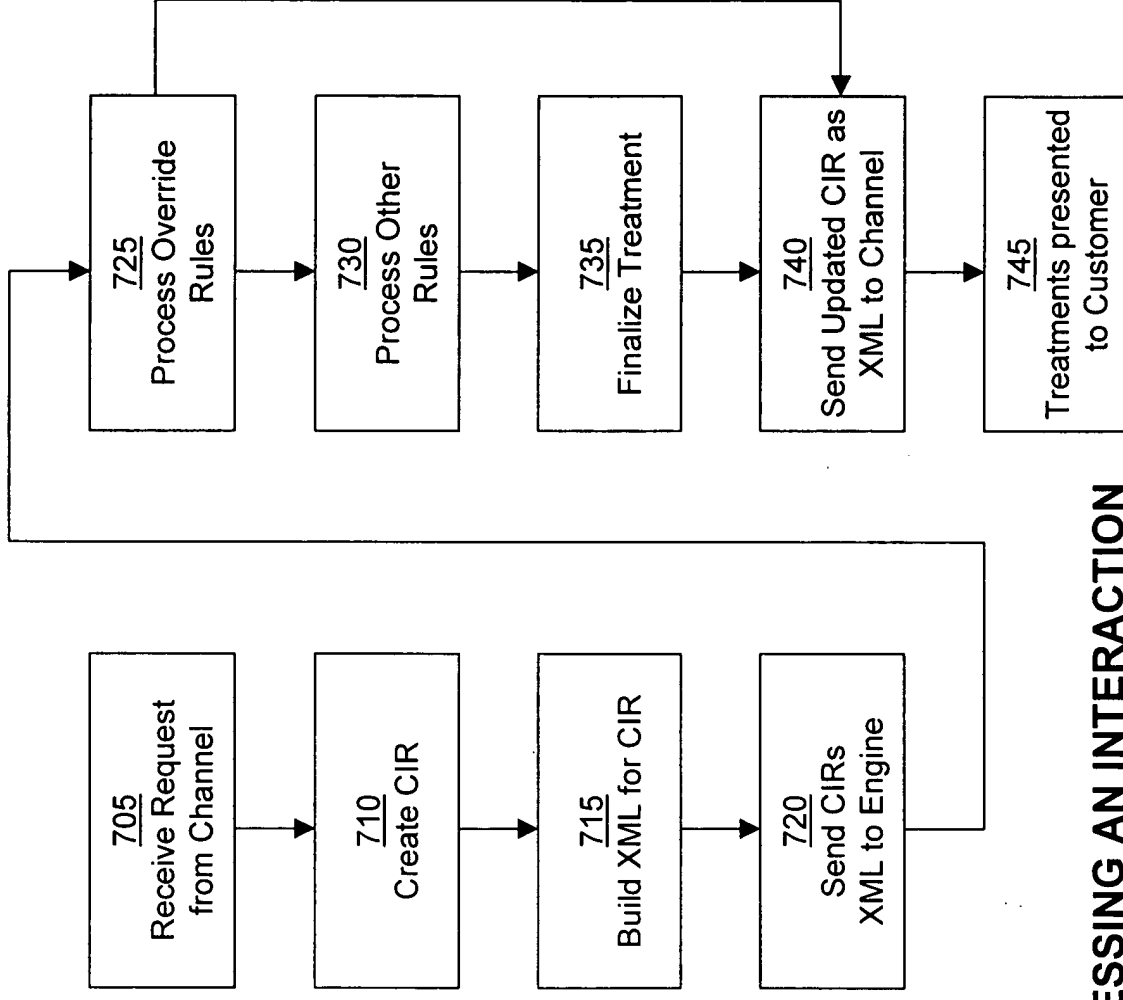 705
Receive Request
from Channel
710
Create CIR
715
Build XML for CIR
720
Send CIRs
XML to Engine
725
Process Override
Rules
730
Process Other
Rules
735
Finalize Treatment
740
Send Updated CIR as
XML to Channel
745
Treatments presented
to Customer
ESSING AN INTERACTION